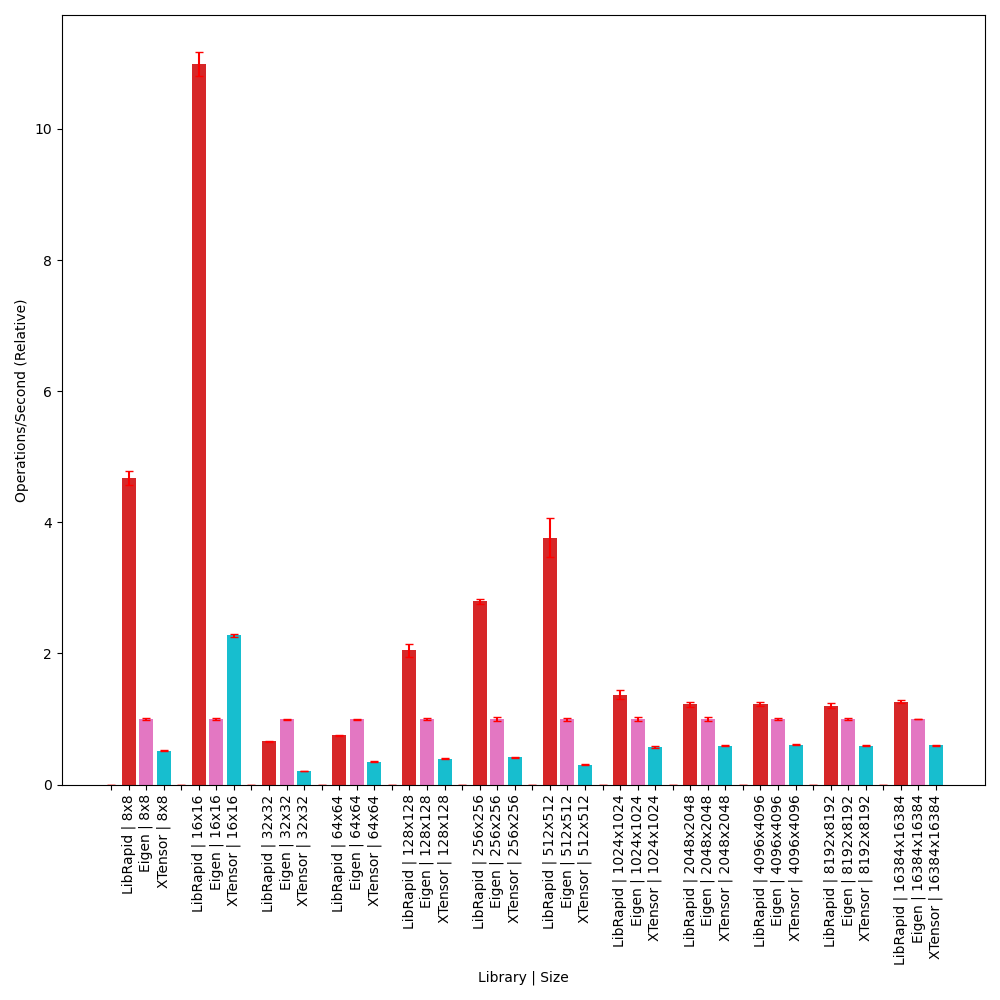 Operations/Second (Relative)
10
8
6
4
2
0
LibRapid | 8x8
Eigen | 8x8
XTensor | 8x8
LibRapid | 16x16
Eigen | 16x16
XTensor | 16x16
LibRapid | 32x32
Eigen | 32x32
XTensor | 32x32
LibRapid | 64x64
Eigen | 64x64
XTensor | 64x64
LibRapid | 128x128
Eigen | 128x128
XTensor | 128x128
LibRapid | 256x256
Eigen | 256x256
XTensor | 256x256
LibRapid | 512x512
Eigen | 512x512
XTensor | 512x512
LibRapid | 1024x1024
Eigen | 1024x1024
XTensor | 1024x1024
LibRapid | 2048x2048
Eigen | 2048x2048
XTensor | 2048x2048
LibRapid | 4096x4096
Eigen | 4096x4096
XTensor | 4096x4096
LibRapid | 8192x8192
Eigen | 8192x8192
XTensor | 8192x8192
LibRapid | 16384x16384
Eigen | 16384x16384
XTensor | 16384x16384
Library | Size